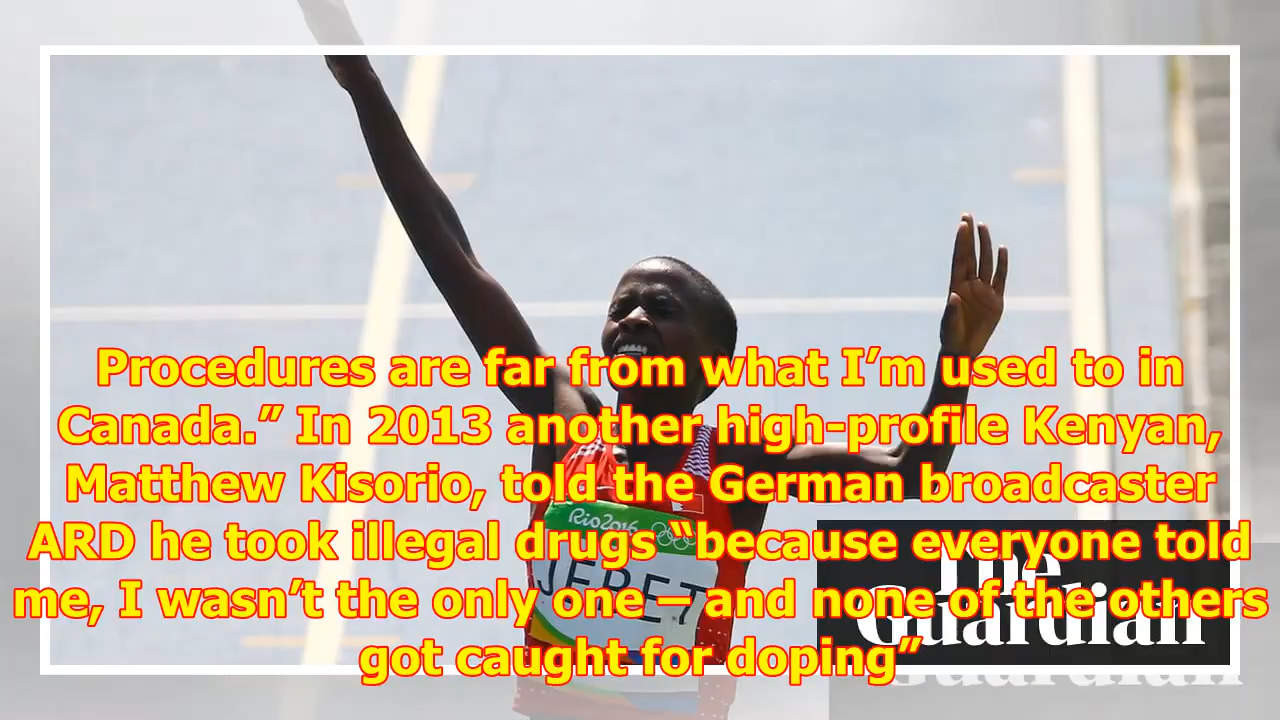 Procedures are far from what I’m used to in
Canada.” In 2013 another high-profile Kenyan,
Matthew Kisorio, told the German broadcaster
ARD he took illegal drugs “because everyone told
me, I wasn’t the only one – and none of the others
got caught for doping”
Rio2016
JEBET
The
Guardian
Guardian